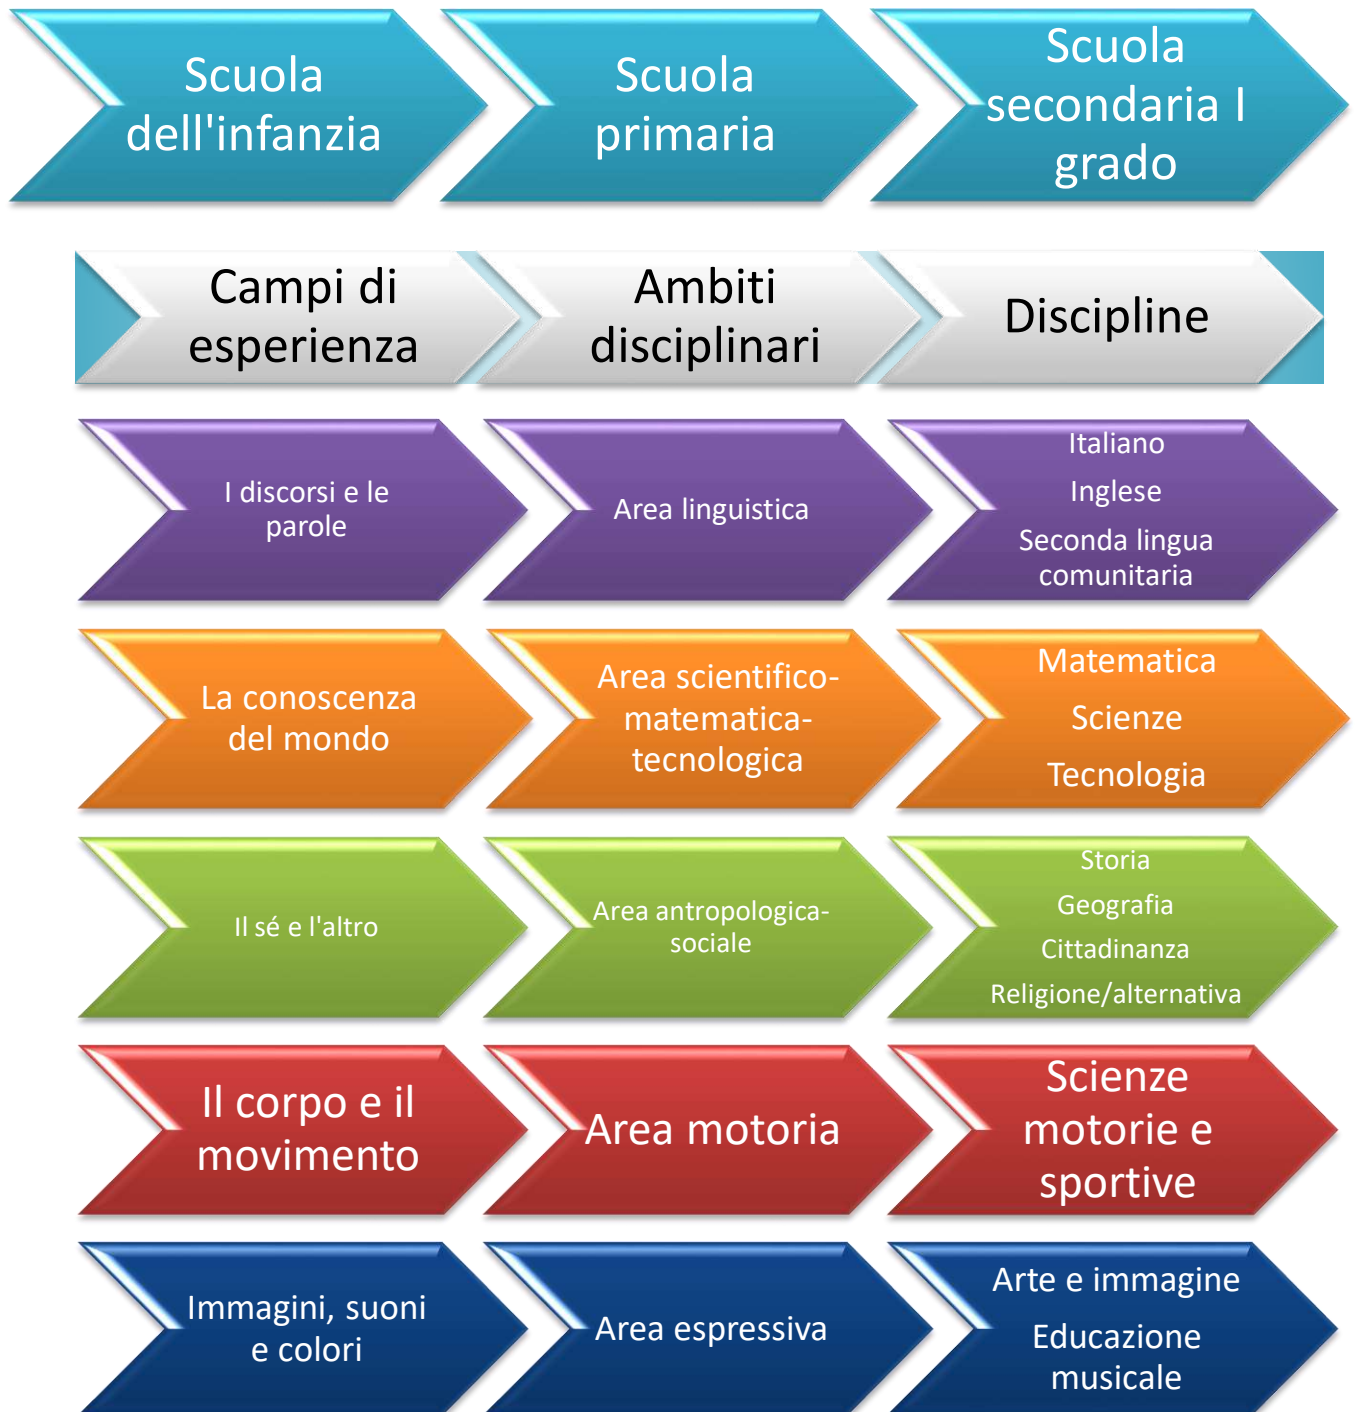 Scuola
dell'infanzia
Scuola
primaria
Scuola
secondaria I
grado
Campi di
esperienza
Ambiti
disciplinari
Discipline
I discorsi e le
parole
Area linguistica
Italiano
Inglese
Seconda lingua
comunitaria
La conoscenza
del mondo
Area scientifico-
matematica-
tecnologica
Matematica
Scienze
Tecnologia
Il sé e l'altro
Area antropologica-
sociale
Storia
Geografia
Cittadinanza
Religione/alternativa
Il corpo e il
movimento
Area motoria
Scienze
motorie e
sportive
Immagini, suoni
e colori
Area espressiva
Arte e immagine
Educazione
musicale